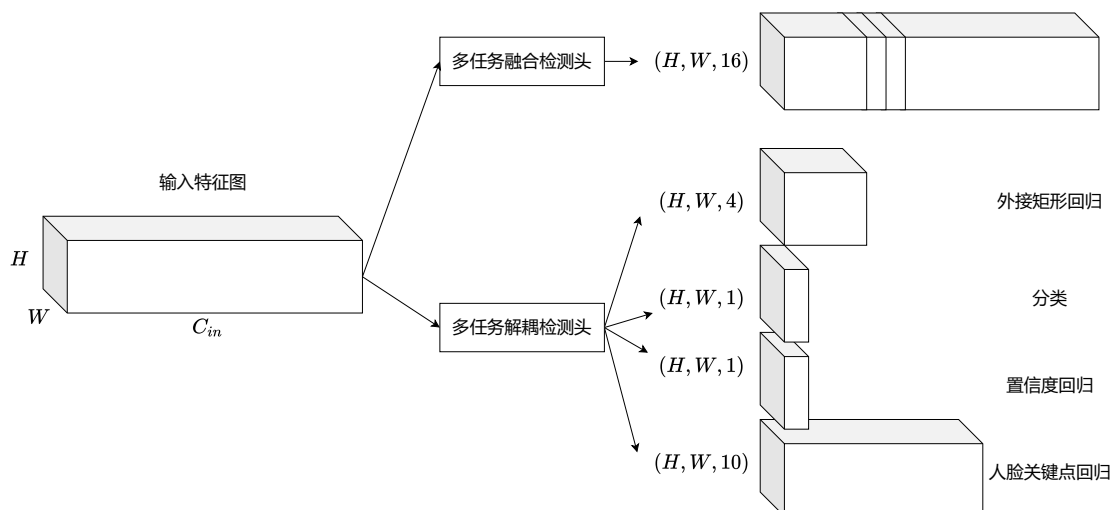 多任务融合检测头
(H, W, 16)
输入特征图
H
W
C_{in}
多任务解耦检测头
(H, W, 4)
外接矩形回归
(H, W, 1)
分类
(H, W, 1)
置信度回归
(H, W, 10)
人脸关键点回归